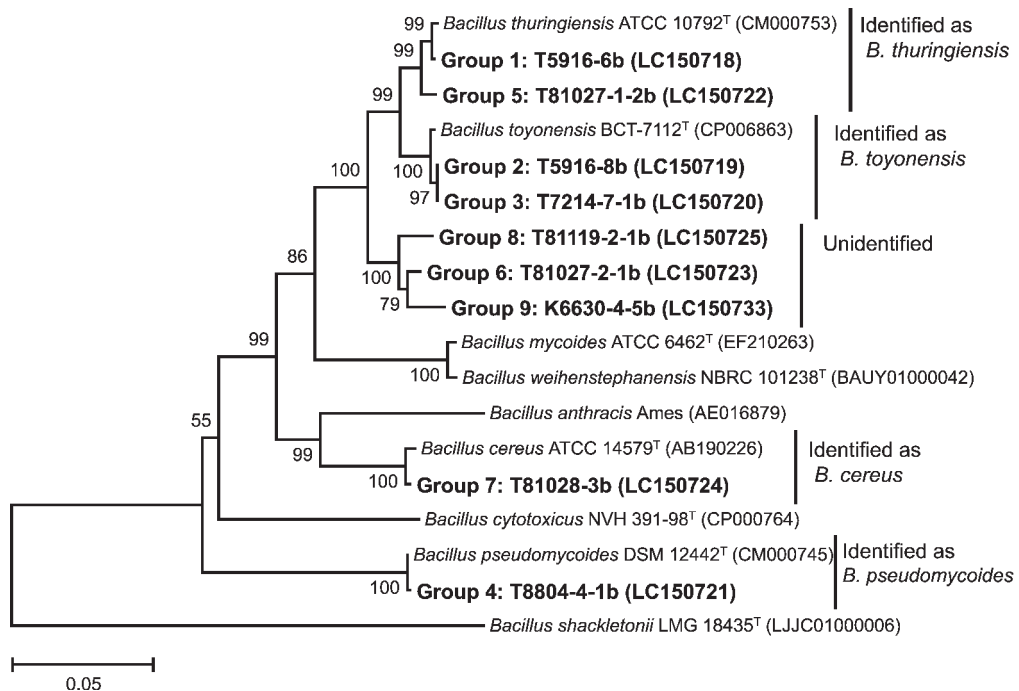 99
Bacillus thuringiensis ATCC 10792ᵀ (CM000753)
Identified as
B. thuringiensis
99
Group 1: T5916-6b (LC150718)
99
Group 5: T81027-1-2b (LC150722)
Bacillus toyonensis BCT-7112ᵀ (CP006863)
Identified as
B. toyonensis
100
100
Group 2: T5916-8b (LC150719)
97
Group 3: T7214-7-1b (LC150720)
Group 8: T81119-2-1b (LC150725)
Unidentified
86
100
Group 6: T81027-2-1b (LC150723)
79
Group 9: K6630-4-5b (LC150733)
99
Bacillus mycoides ATCC 6462ᵀ (EF210263)
100
Bacillus weihenstephanensis NBRC 101238ᵀ (BAUY01000042)
55
Bacillus anthracis Ames (AE016879)
99
Bacillus cereus ATCC 14579ᵀ (AB190226)
Identified as
B. cereus
100
Group 7: T81028-3b (LC150724)
Bacillus cytotoxicus NVH 391-98ᵀ (CP000764)
Bacillus pseudomycoides DSM 12442ᵀ (CM000745)
Identified as
B. pseudomycoides
100
Group 4: T8804-4-1b (LC150721)
Bacillus shackletonii LMG 18435ᵀ (LJJC01000006)
0.05